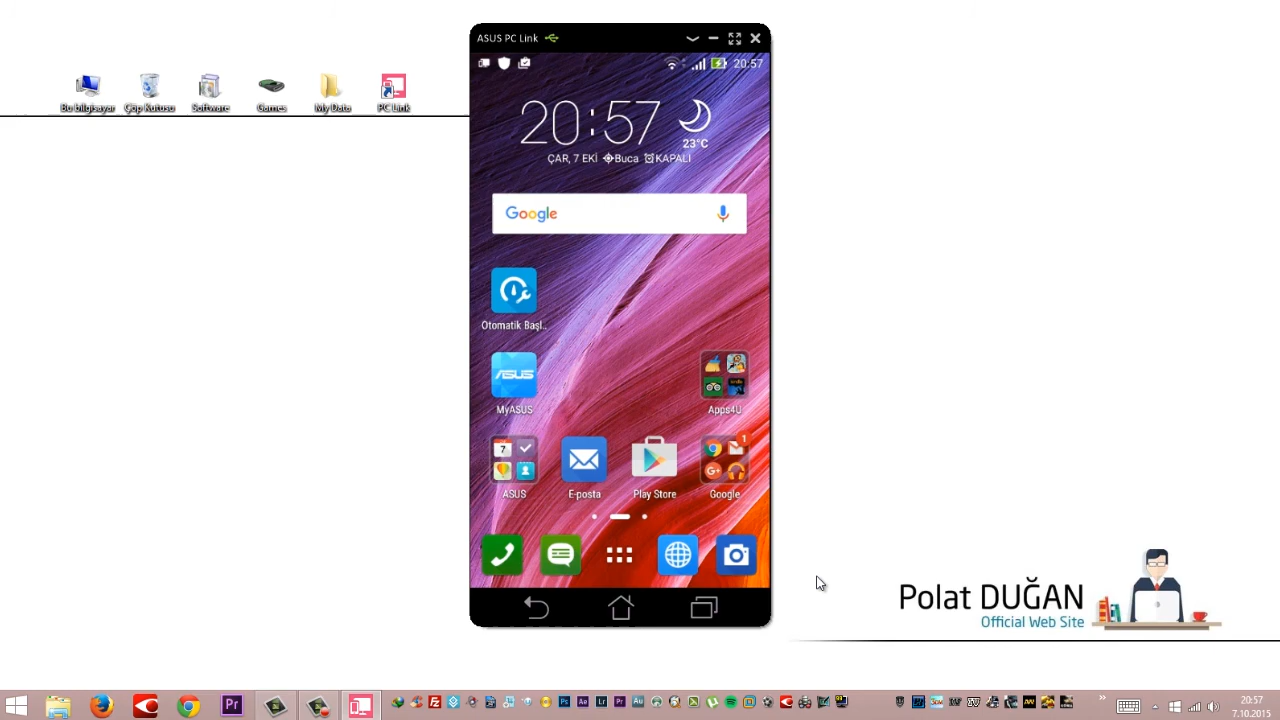 ASUS PC Link
20:57
20:57
23°C
ÇAR, 7 EKİ Buca KAPALI
Google
Otomatik Başl..
MyASUS
Apps4U
7
1
ASUS
E-posta
Play Store
Google
Bu bilgisayar
Çöp Kutusu
Software
Games
My Data
PC Link
Polat DUĞAN
Official Web Site
20:57
7.10.2015